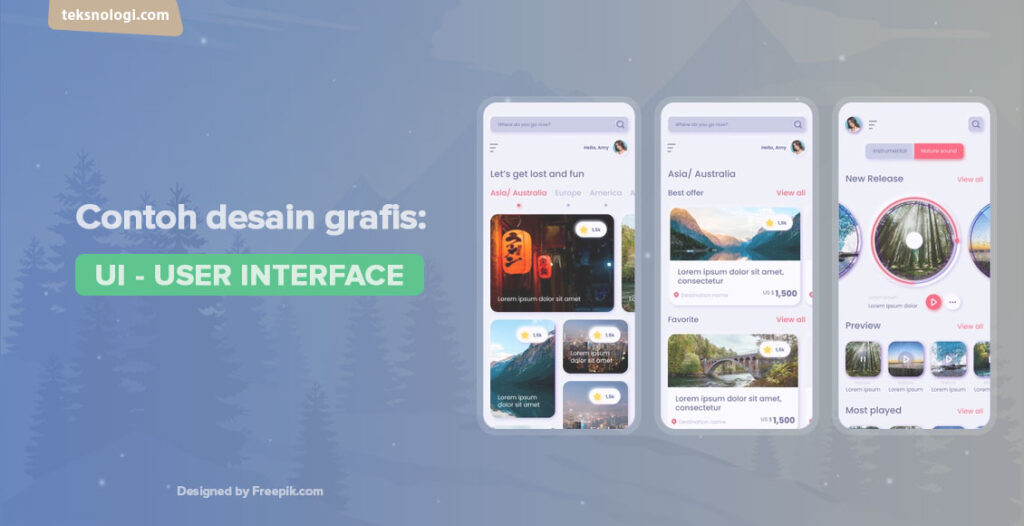 teksnologi.com
Contoh desain grafis:
UI - USER INTERFACE
Designed by Freepik.com
Where do you go now?
Hello, Amy
Let's get lost and fun
Asia/ Australia Europe America A
1.5k
Lorem ipsum dolor sit amet
1.5k
Lorem ipsum
dolor sit amet
1.5k
Lorem ipsum
dolor sit amet
1.5k
Where do you go now?
Hello, Amy
Asia/ Australia
Best offer View all
1.5k
Lorem ipsum dolor sit amet,
consectetur
Destination name US $ 1,500
Favorite View all
1.5k
Lorem ipsum dolor sit amet,
consectetur
Destination name US $ 1,500
Instrumental Nature sound
New Release View all
Lorem ipsum
Lorem ipsum dolor
Preview View all
Lorem ipsum Lorem ipsum Lorem ipsum Lorem
Most played View all